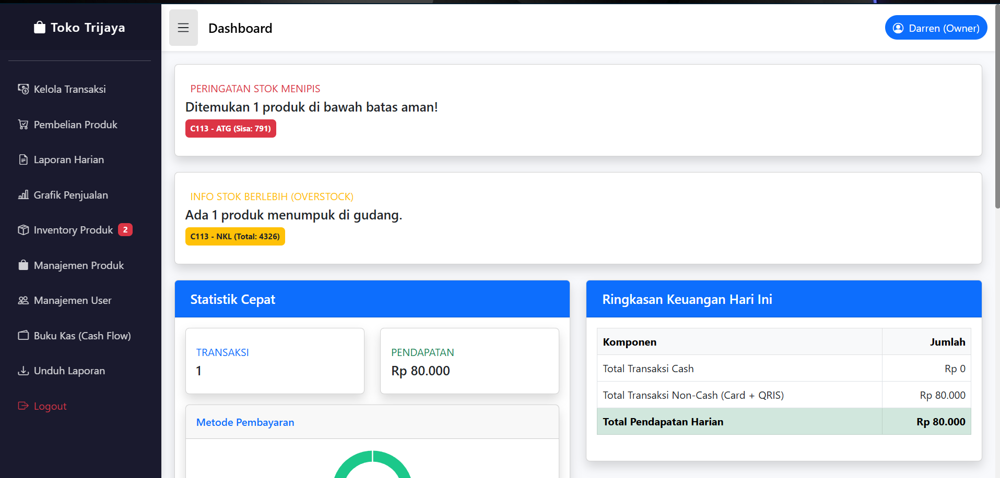 Toko Trijaya
Kelola Transaksi
Pembelian Produk
Laporan Harian
Grafik Penjualan
Inventory Produk 2
Manajemen Produk
Manajemen User
Buku Kas (Cash Flow)
Unduh Laporan
Logout
Dashboard
Darren (Owner)
PERINGATAN STOK MENIPIS
Ditemukan 1 produk di bawah batas aman!
C113 - ATG (Sisa: 791)
INFO STOK BERLEBIH (OVERSTOCK)
Ada 1 produk menumpuk di gudang.
C113 - NKL (Total: 4326)
Statistik Cepat
TRANSAKSI
1
PENDAPATAN
Rp 80.000
Metode Pembayaran
Ringkasan Keuangan Hari Ini
Komponen Jumlah
Total Transaksi Cash Rp 0
Total Transaksi Non-Cash (Card + QRIS) Rp 80.000
Total Pendapatan Harian Rp 80.000